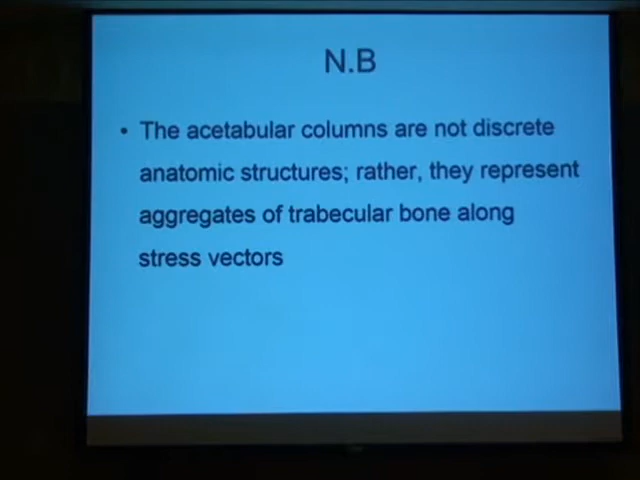 N.B
• The acetabular columns are not discrete
anatomic structures; rather, they represent
aggregates of trabecular bone along
stress vectors